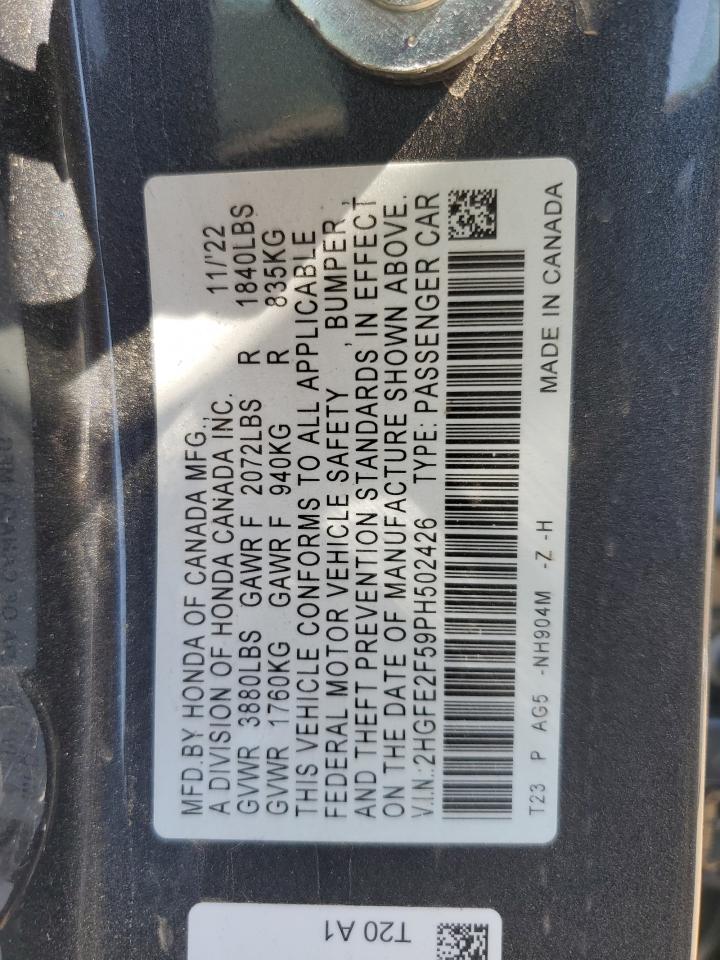 MFD.BY HONDA OF CANADA MFG., 11/'22
A DIVISION OF HONDA CANADA INC.
GVWR 3880LBS GAWR F 2072LBS R 1840LBS
GVWR 1760KG GAWR F 940KG R 835KG
THIS VEHICLE CONFORMS TO ALL APPLICABLE
FEDERAL MOTOR VEHICLE SAFETY , BUMPER ,
AND THEFT PREVENTION STANDARDS IN EFFECT
ON THE DATE OF MANUFACTURE SHOWN ABOVE.
V.I.N.:2HGFE2F59PH502426 TYPE: PASSENGER CAR
T23 P AG5 -NH904M -Z -H MADE IN CANADA
T20 A1